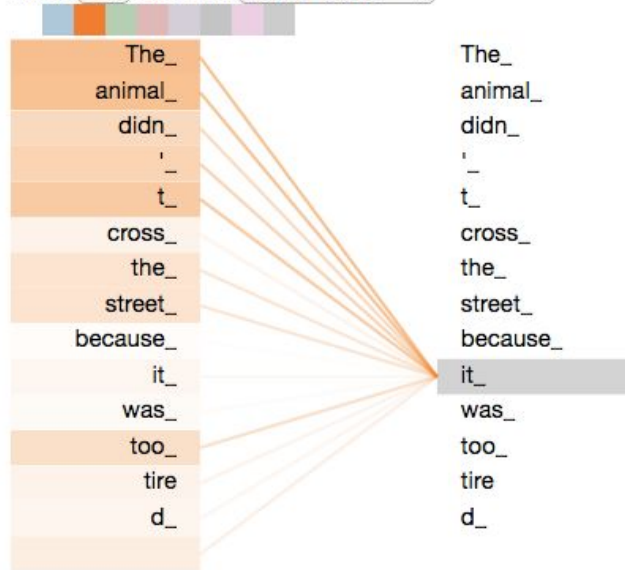 The_ The_
animal_ animal_
didn_ didn_
'_ '_
t_ t_
cross_ cross_
the_ the_
street_ street_
because_ because_
it_ it_
was_ was_
too_ too_
tire tire
d_ d_